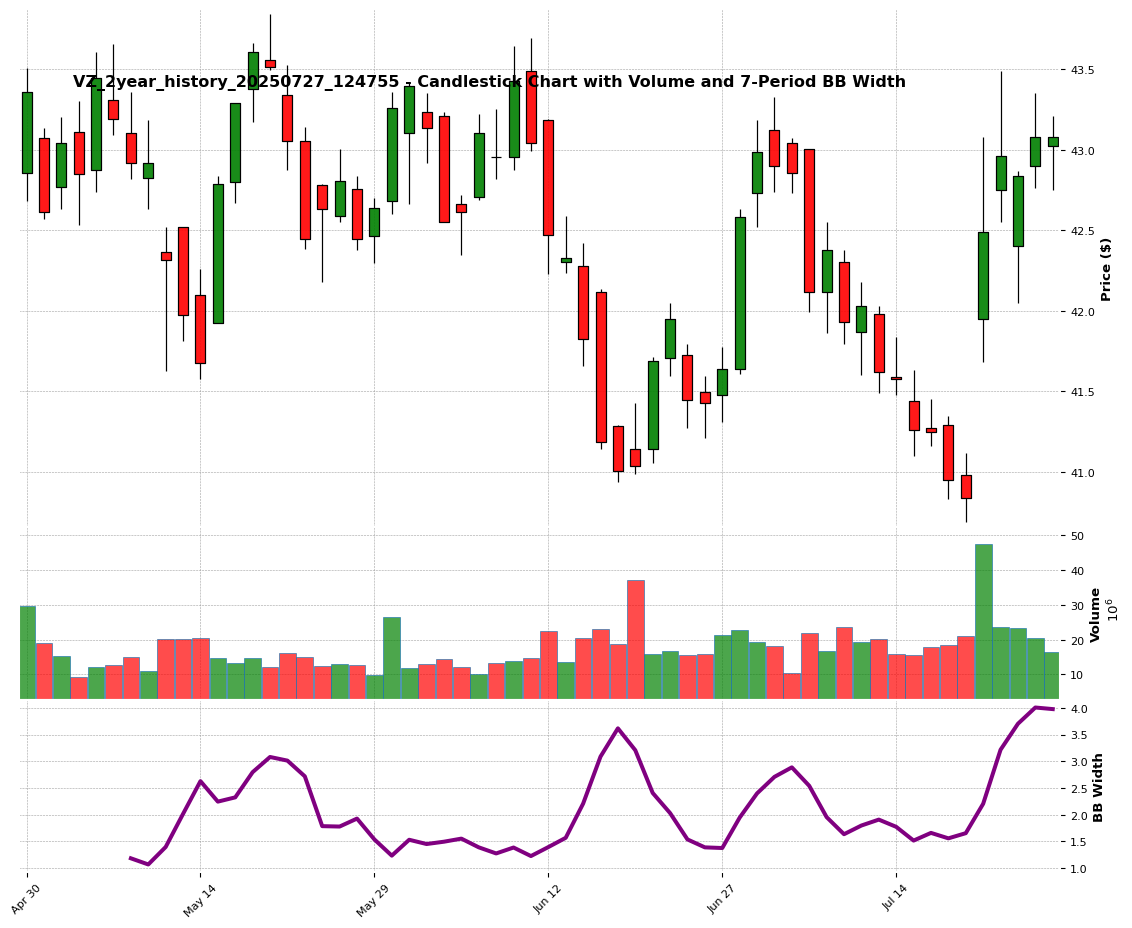 VZ_2year_history_20250727_124755 - Candlestick Chart with Volume and 7-Period BB Width
43.5
43.0
42.5
42.0
41.5
41.0
Price ($)
50
40
30
20
10
Volume
10^6
4.0
3.5
3.0
2.5
2.0
1.5
1.0
BB Width
Apr 30
May 14
May 29
Jun 12
Jun 27
Jul 14